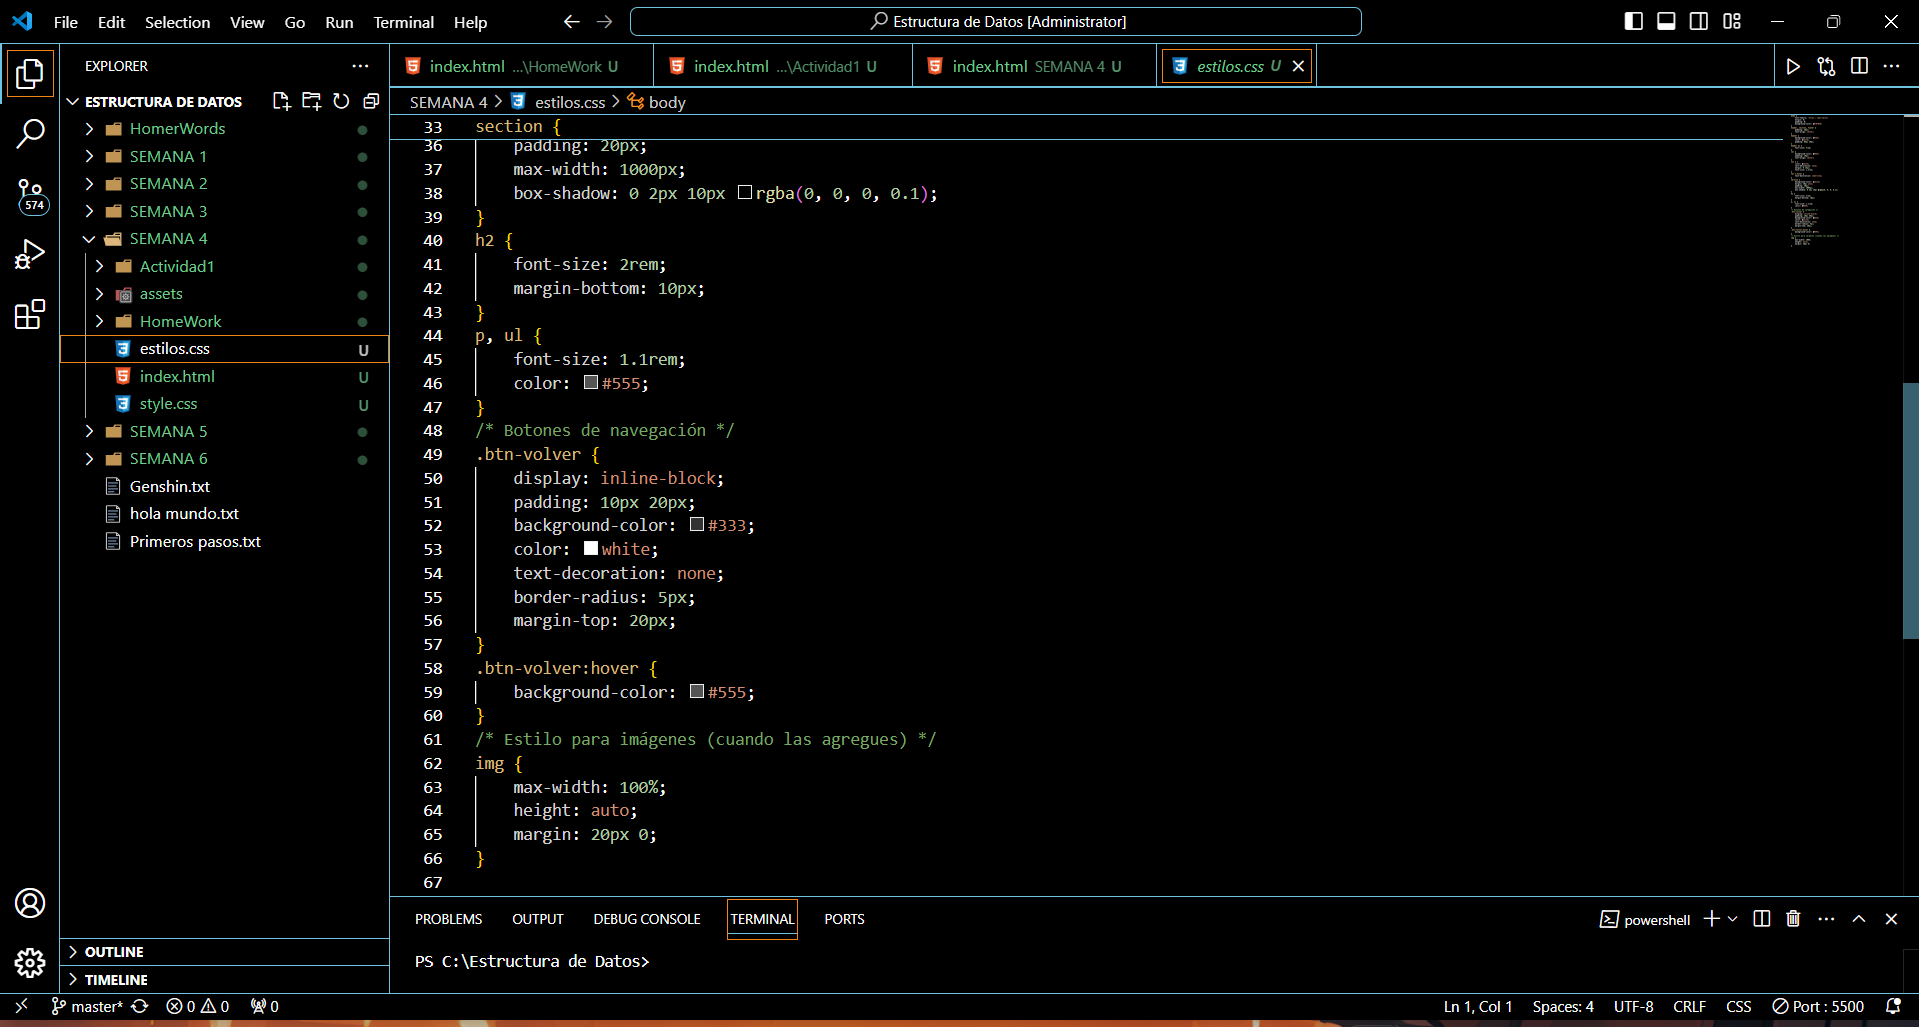 File Edit Selection View Go Run Terminal Help
Estructura de Datos [Administrator]
EXPLORER
ESTRUCTURA DE DATOS
HomerWords
SEMANA 1
SEMANA 2
SEMANA 3
574
SEMANA 4
Actividad1
assets
HomeWork
estilos.css U
index.html U
style.css U
SEMANA 5
SEMANA 6
Genshin.txt
hola mundo.txt
Primeros pasos.txt
OUTLINE
TIMELINE
index.html ...\HomeWork U
index.html ...\Actividad1 U
index.html SEMANA 4 U
estilos.css U
SEMANA 4 > estilos.css > body
33 section {
36 padding: 20px;
37 max-width: 1000px;
38 box-shadow: 0 2px 10px rgba(0, 0, 0, 0.1);
39 }
40 h2 {
41 font-size: 2rem;
42 margin-bottom: 10px;
43 }
44 p, ul {
45 font-size: 1.1rem;
46 color: #555;
47 }
48 /* Botones de navegación */
49 .btn-volver {
50 display: inline-block;
51 padding: 10px 20px;
52 background-color: #333;
53 color: white;
54 text-decoration: none;
55 border-radius: 5px;
56 margin-top: 20px;
57 }
58 .btn-volver:hover {
59 background-color: #555;
60 }
61 /* Estilo para imágenes (cuando las agregues) */
62 img {
63 max-width: 100%;
64 height: auto;
65 margin: 20px 0;
66 }
67
PROBLEMS OUTPUT DEBUG CONSOLE TERMINAL PORTS
powershell
PS C:\Estructura de Datos>
master* 0 0 0
Ln 1, Col 1 Spaces: 4 UTF-8 CRLF CSS Port : 5500